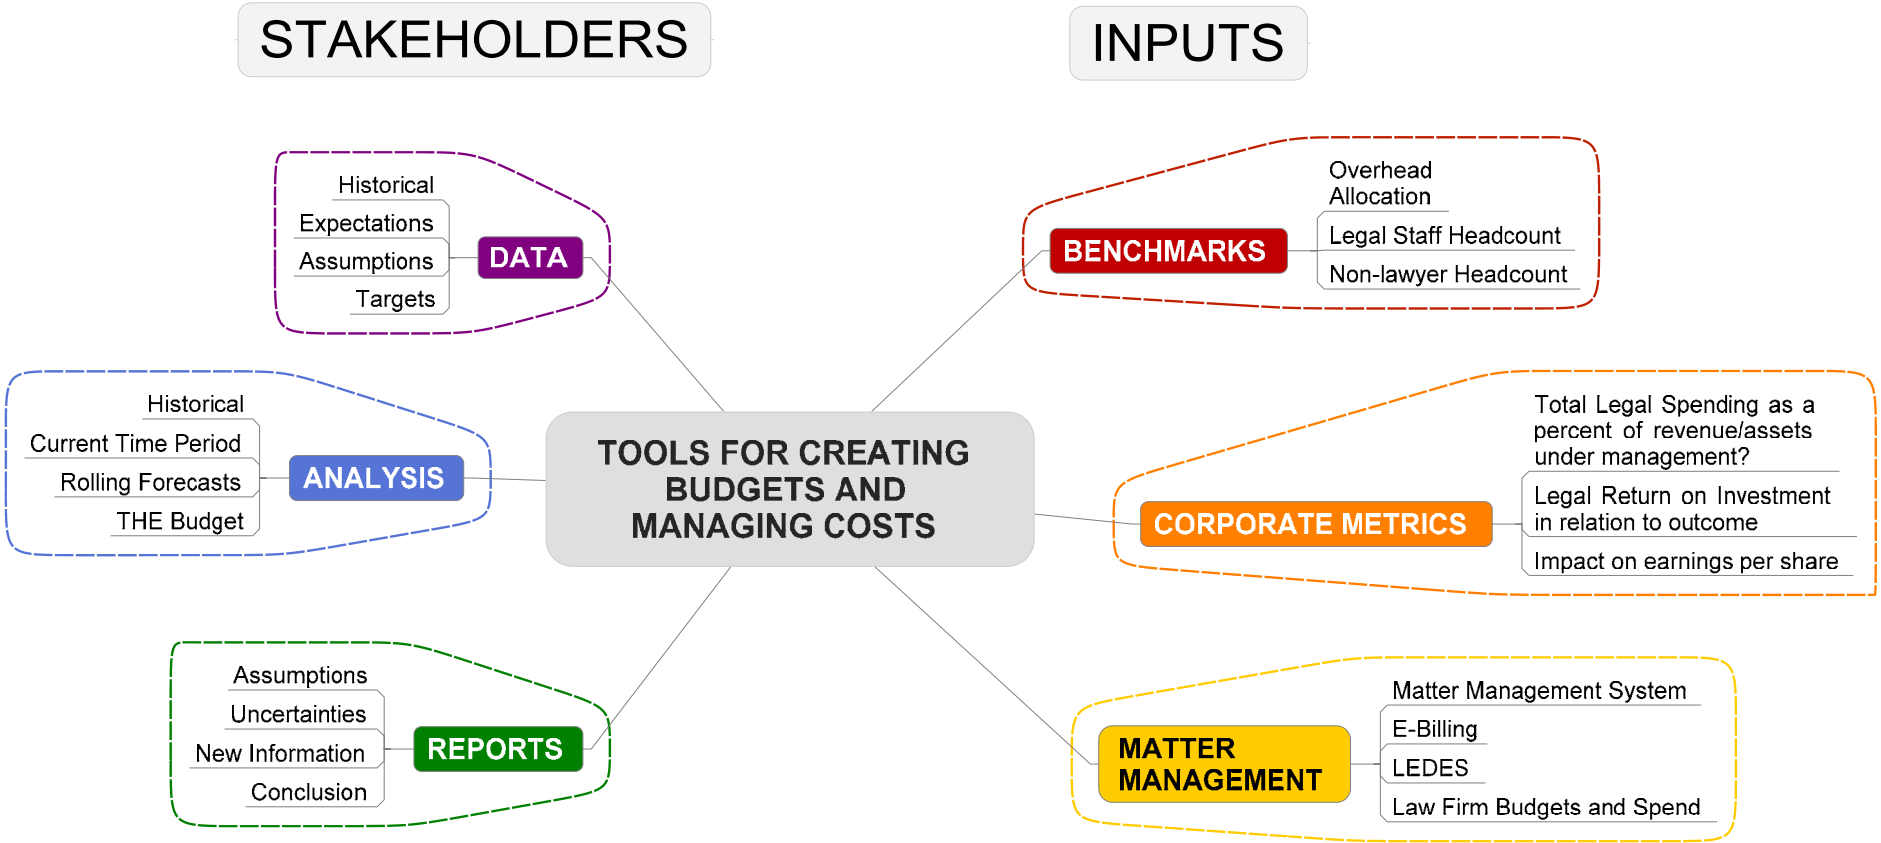 STAKEHOLDERS
INPUTS
Historical
Expectations
Assumptions
Targets
DATA
Overhead
Allocation
Legal Staff Headcount
Non-lawyer Headcount
BENCHMARKS
Historical
Current Time Period
Rolling Forecasts
THE Budget
ANALYSIS
TOOLS FOR CREATING
BUDGETS AND
MANAGING COSTS
CORPORATE METRICS
Total Legal Spending as a
percent of revenue/assets
under management?
Legal Return on Investment
in relation to outcome
Impact on earnings per share
Assumptions
Uncertainties
New Information
Conclusion
REPORTS
MATTER
MANAGEMENT
Matter Management System
E-Billing
LEDES
Law Firm Budgets and Spend